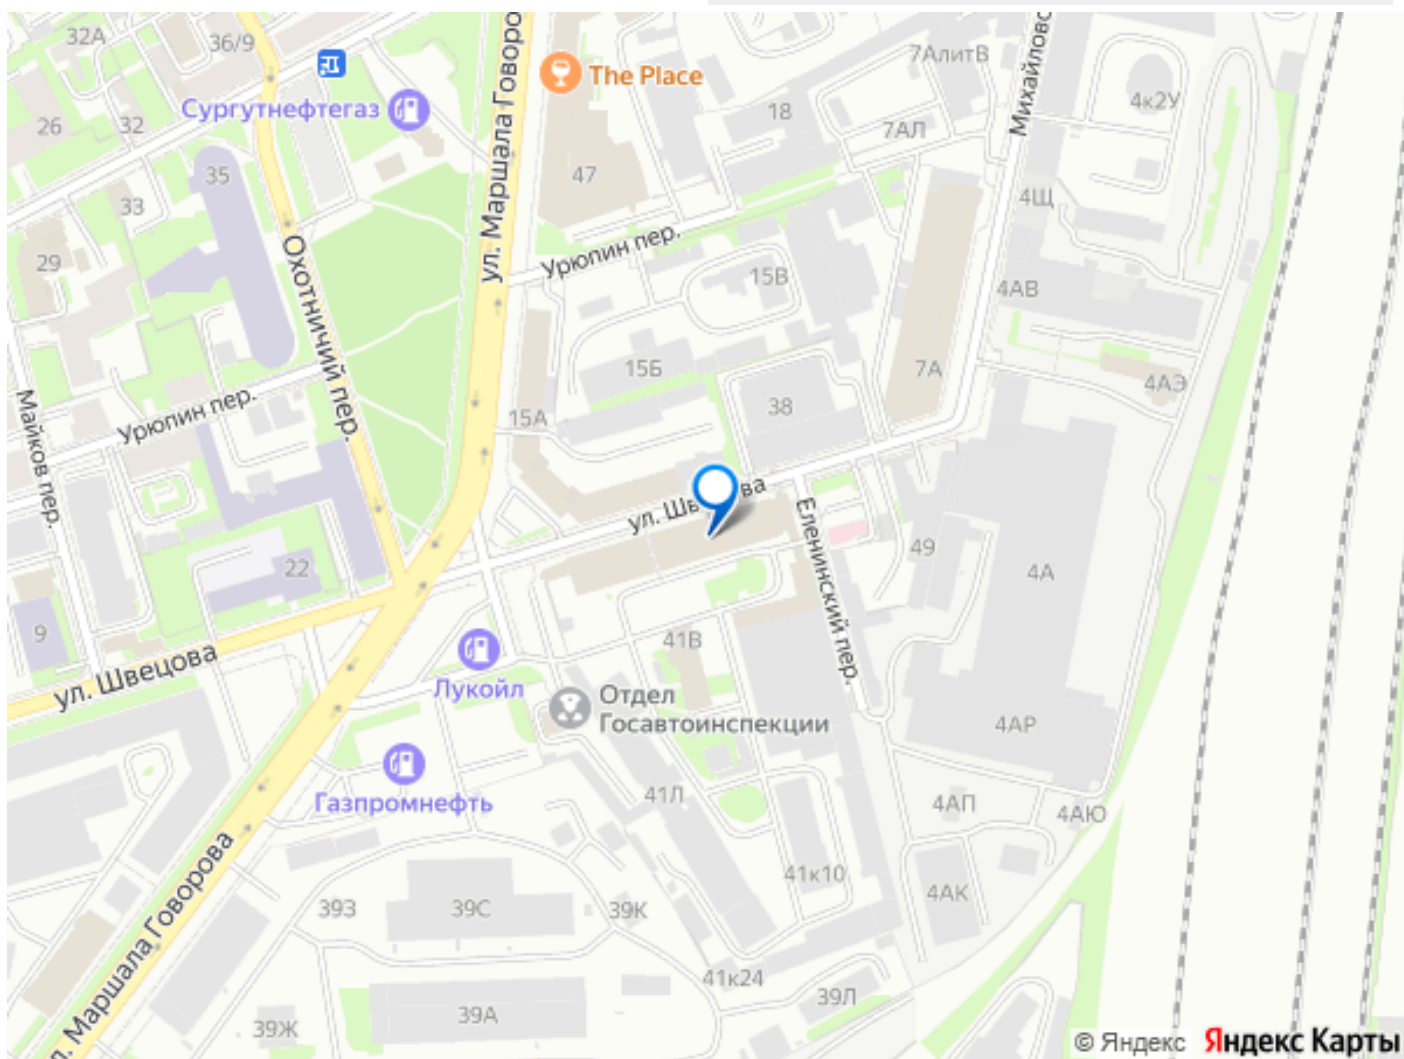 32А
36/9
ул. Маршала Говоро
The Place
7АлитВ
Михайловс
Сургутнефтегаз
4к2У
26
32
18
7АЛ
35
47
33
4Щ
Урюпин пер.
29
Охотничий пер.
15В
4АВ
15Б
7А
4АЭ
Урюпин пер.
Майков пер.
15А
38
ул. Шв
ва
Еленинский пер.
49
4А
22
9
41В
ул. Швецова
Лукойл
Отдел
Госавтоинспекции
4АР
Газпромнефть
41Л
4АП
4АЮ
л. Маршала Говорова
41к10
4АК
39З
39С
39К
41к24
39Л
39А
39Ж
© Яндекс Яндекс Карты